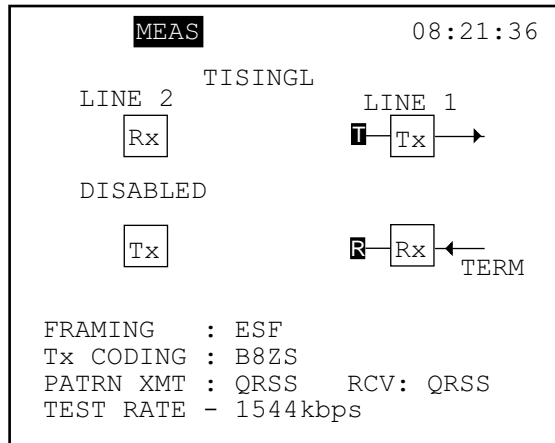 MEAS 08:21:36
TISINGL
LINE 2 LINE 1
Rx T Tx
DISABLED
Tx R Rx
TERM
FRAMING : ESF
Tx CODING : B8ZS
PATRN XMT : QRSS RCV: QRSS
TEST RATE - 1544kbps